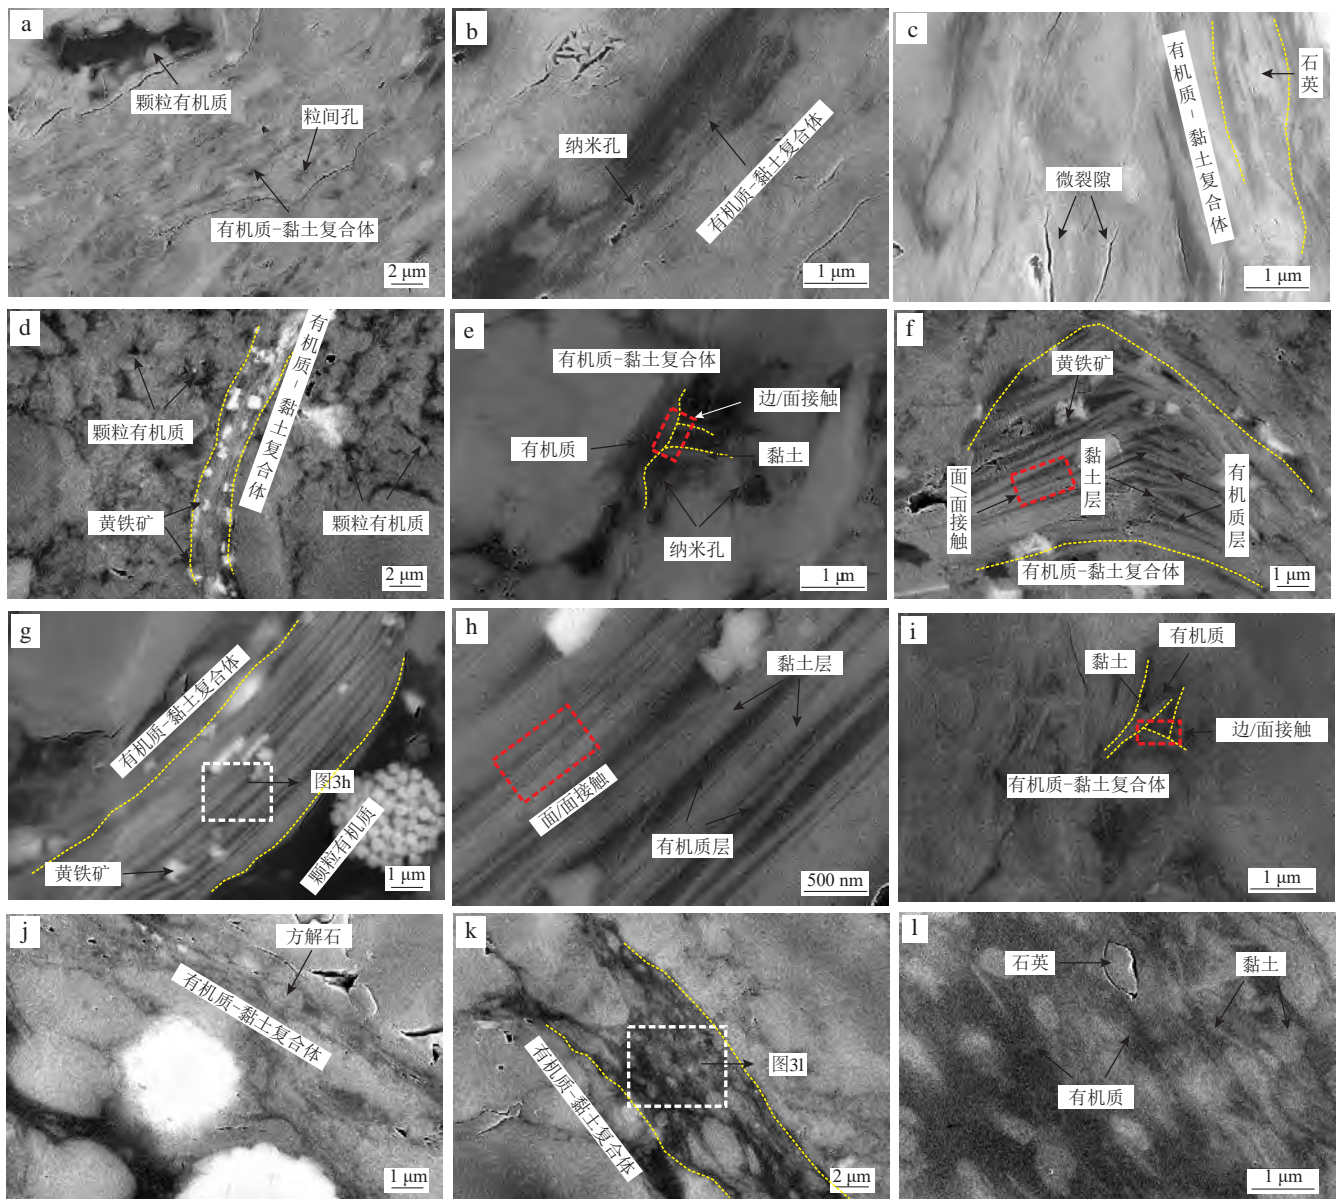 a
颗粒有机质
粒间孔
有机质-黏土复合体
2 μm
b
纳米孔
有机质-黏土复合体
1 μm
c
有机质-黏土复合体
石英
微裂隙
1 μm
d
有机质-黏土复合体
颗粒有机质
黄铁矿
颗粒有机质
2 μm
e
有机质-黏土复合体
边/面接触
有机质
黏土
纳米孔
1 μm
f
黄铁矿
面/面接触
黏土层
有机质层
有机质-黏土复合体
1 μm
g
有机质-黏土复合体
图3h
颗粒有机质
黄铁矿
1 μm
h
黏土层
面/面接触
有机质层
500 nm
i
有机质
黏土
边/面接触
有机质-黏土复合体
1 μm
j
方解石
有机质-黏土复合体
1 μm
k
图3l
有机质-黏土复合体
2 μm
l
石英
黏土
有机质
1 μm